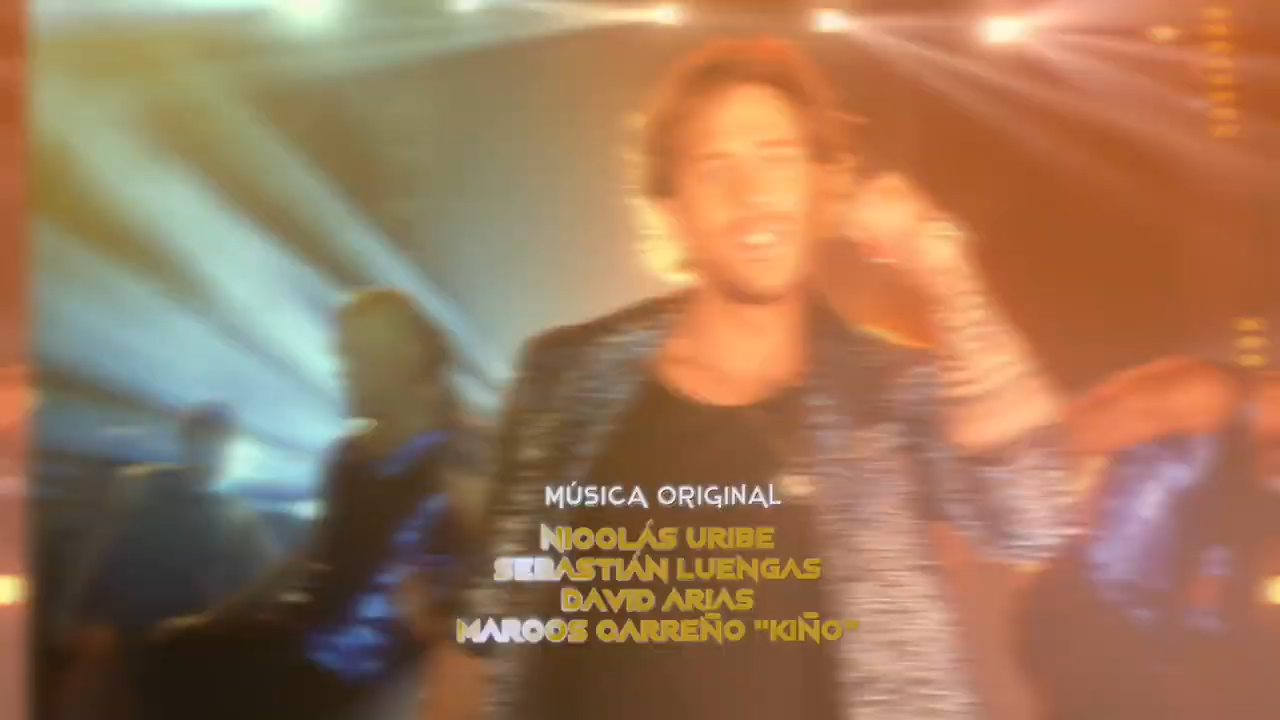 MÚSICA ORIGINAL
NICOLÁS URIBE
SEBASTIÁN LUENGAS
DAVID ARIAS
MARCOS CARREÑO "KIÑO"